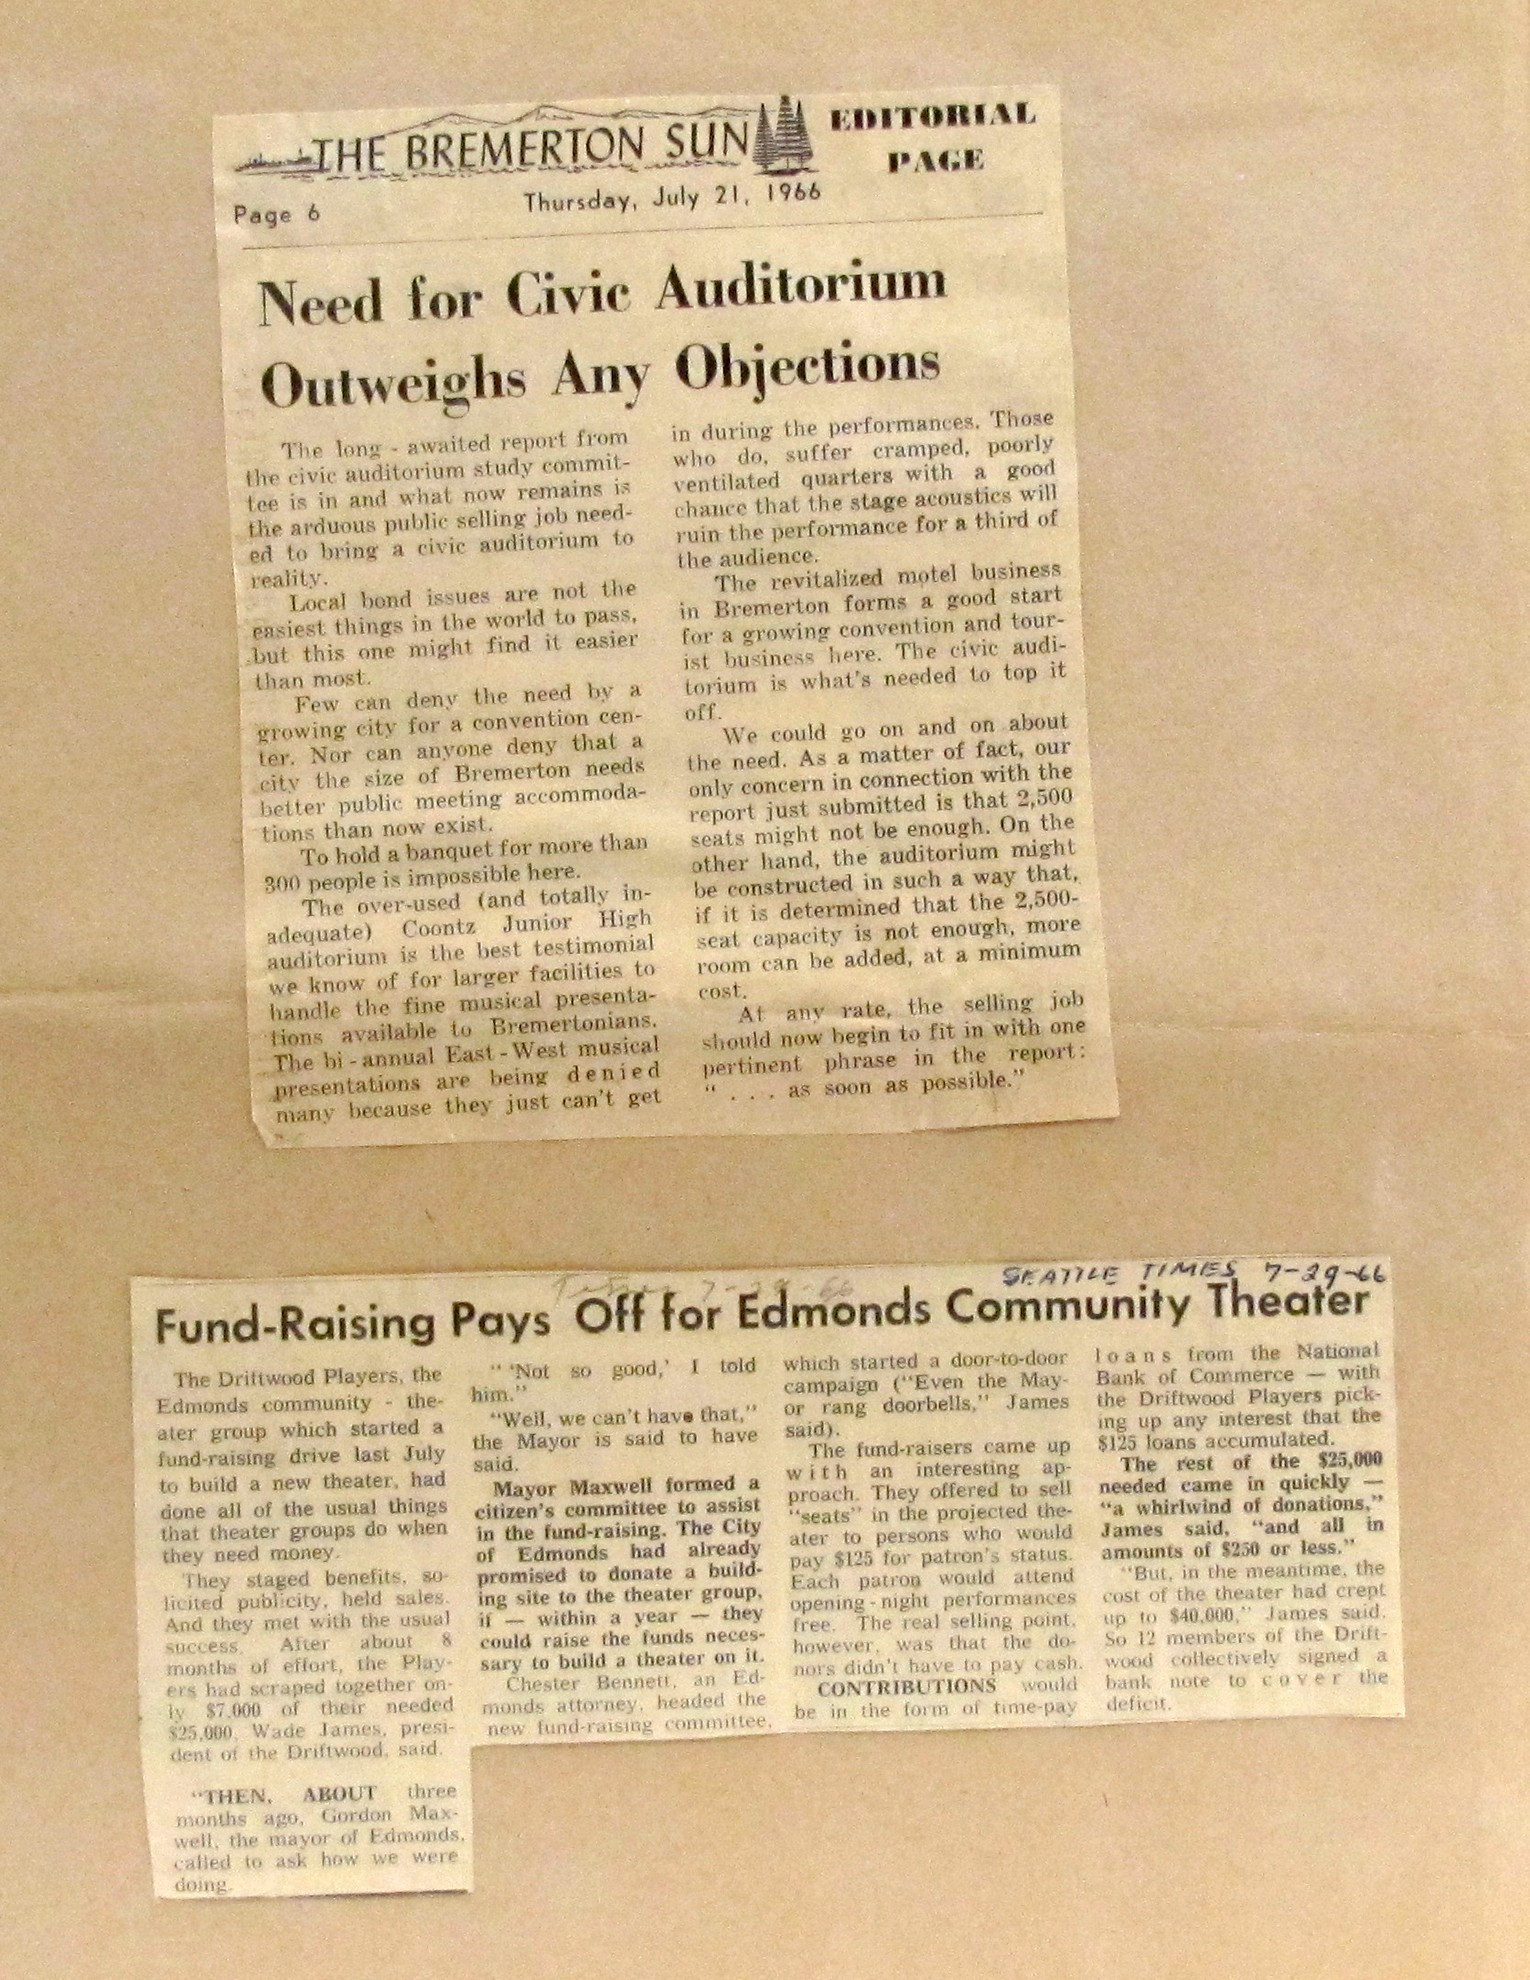 THE BREMERTON SUN
EDITORIAL
PAGE
Page 6
Thursday, July 21, 1966
Need for Civic Auditorium
Outweighs Any Objections
The long - awaited report from
the civic auditorium study commit-
tee is in and what now remains is
the arduous public selling job need-
ed to bring a civic auditorium to
reality.
Local bond issues are not the
easiest things in the world to pass,
but this one might find it easier
than most.
Few can deny the need by a
growing city for a convention cen-
ter. Nor can anyone deny that a
city the size of Bremerton needs
better public meeting accommoda-
tions than now exist.
To hold a banquet for more than
300 people is impossible here.
The over-used (and totally in-
adequate) Coontz Junior High
auditorium is the best testimonial
we know of for larger facilities to
handle the fine musical presenta-
tions available to Bremertonians.
The bi - annual East - West musical
presentations are being denied
many because they just can't get
in during the performances. Those
who do, suffer cramped, poorly
ventilated quarters with a good
chance that the stage acoustics will
ruin the performance for a third of
the audience.
The revitalized motel business
in Bremerton forms a good start
for a growing convention and tour-
ist business here. The civic audi-
torium is what's needed to top it
off.
We could go on and on about
the need. As a matter of fact, our
only concern in connection with the
report just submitted is that 2,500
seats might not be enough. On the
other hand, the auditorium might
be constructed in such a way that,
if it is determined that the 2,500-
seat capacity is not enough, more
room can be added, at a minimum
cost.
At any rate, the selling job
should now begin to fit in with one
pertinent phrase in the report:
" . . . as soon as possible."
7-29-66
SEATTLE TIMES 7-29-66
Fund-Raising Pays Off for Edmonds Community Theater
The Driftwood Players, the
Edmonds community - the-
ater group which started a
fund-raising drive last July
to build a new theater, had
done all of the usual things
that theater groups do when
they need money.
They staged benefits, so-
licited publicity, held sales.
And they met with the usual
success. After about 8
months of effort, the Play-
ers had scraped together on-
ly $7,000 of their needed
$25,000, Wade James, presi-
dent of the Driftwood, said.
"THEN, ABOUT three
months ago, Gordon Max-
well, the mayor of Edmonds,
called to ask how we were
doing.
" 'Not so good,' I told
him."
"Well, we can't have that,"
the Mayor is said to have
said.
Mayor Maxwell formed a
citizen's committee to assist
in the fund-raising. The City
of Edmonds had already
promised to donate a build-
ing site to the theater group,
if — within a year — they
could raise the funds neces-
sary to build a theater on it.
Chester Bennett, an Ed-
monds attorney, headed the
new fund-raising committee,
which started a door-to-door
campaign ("Even the May-
or rang doorbells," James
said).
The fund-raisers came up
with an interesting ap-
proach. They offered to sell
"seats" in the projected the-
ater to persons who would
pay $125 for patron's status.
Each patron would attend
opening - night performances
free. The real selling point,
however, was that the do-
nors didn't have to pay cash.
CONTRIBUTIONS would
be in the form of time-pay
loans from the National
Bank of Commerce — with
the Driftwood Players pick-
ing up any interest that the
$125 loans accumulated.
The rest of the $25,000
needed came in quickly —
"a whirlwind of donations,"
James said, "and all in
amounts of $250 or less."
"But, in the meantime, the
cost of the theater had crept
up to $40,000," James said.
So 12 members of the Drift-
wood collectively signed a
bank note to cover the
deficit.